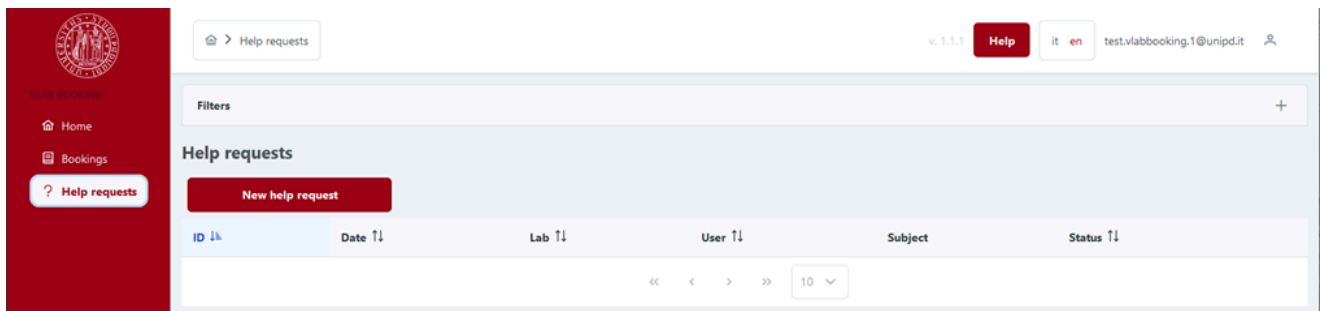 Help requests
v. 1.1.1 Help it en test.vlabbooking.1@unipd.it
VLAB BOOKING
Home
Bookings
? Help requests
Filters
Help requests
New help request
ID Date Lab User Subject Status
10